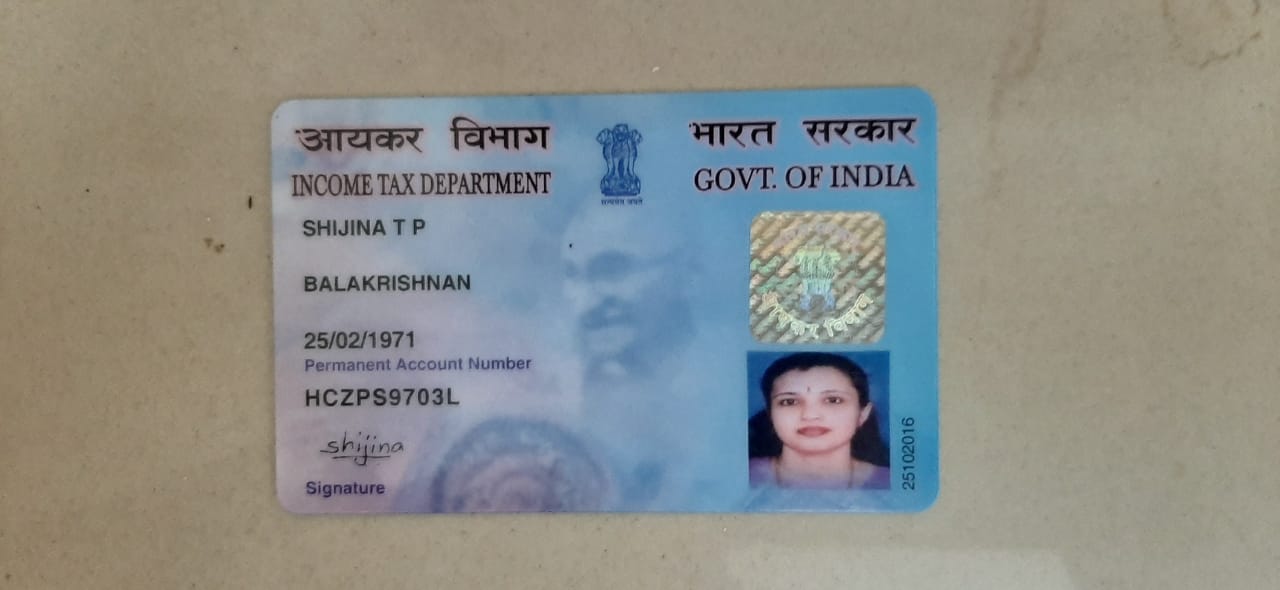 आयकर विभाग
भारत सरकार
INCOME TAX DEPARTMENT
GOVT. OF INDIA
सत्यमेव जयते
SHIJINA T P
BALAKRISHNAN
25/02/1971
Permanent Account Number
HCZPS9703L
shijina
Signature
आयकर विभाग
25102016